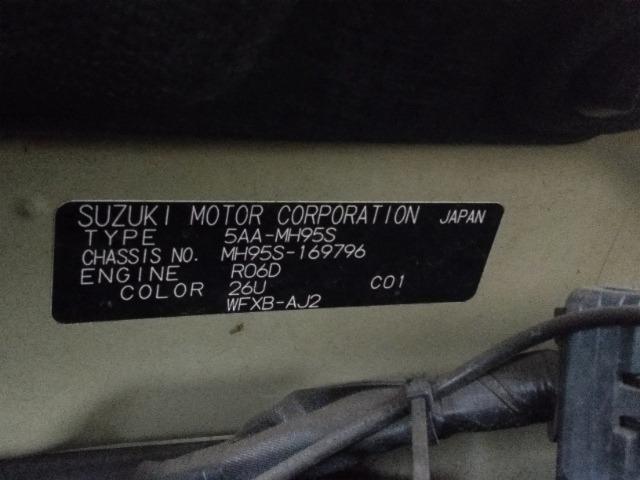 SUZUKI MOTOR CORPORATION JAPAN
TYPE 5AA-MH95S
CHASSIS NO. MH95S-169796
ENGINE R06D
COLOR 26U C01
WFXB-AJ2